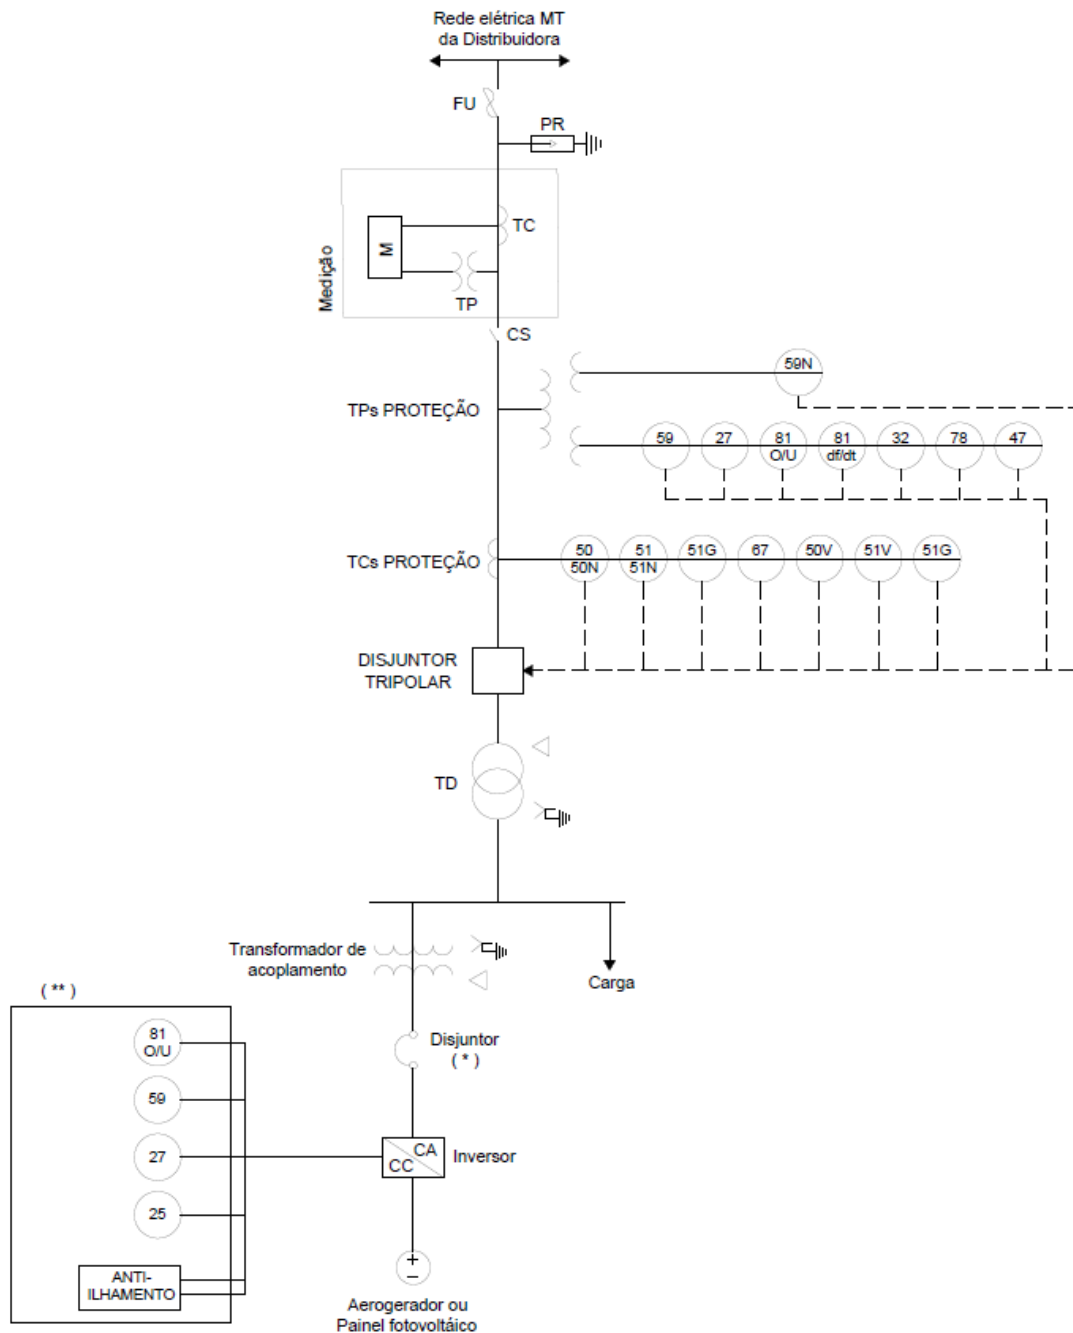 Rede elétrica MT
da Distribuidora
FU
PR
TC
M
Medição
TP
CS
59N
TPs PROTEÇÃO
59
27
81
O/U
81
df/dt
32
78
47
TCs PROTEÇÃO
50
50N
51
51N
51G
67
50V
51V
51G
DISJUNTOR
TRIPOLAR
TD
Transformador de
acoplamento
Carga
( ** )
81
O/U
Disjuntor
( * )
59
27
CA
CC
Inversor
25
ANTI-
ILHAMENTO
+
−
Aerogerador ou
Painel fotovoltáico